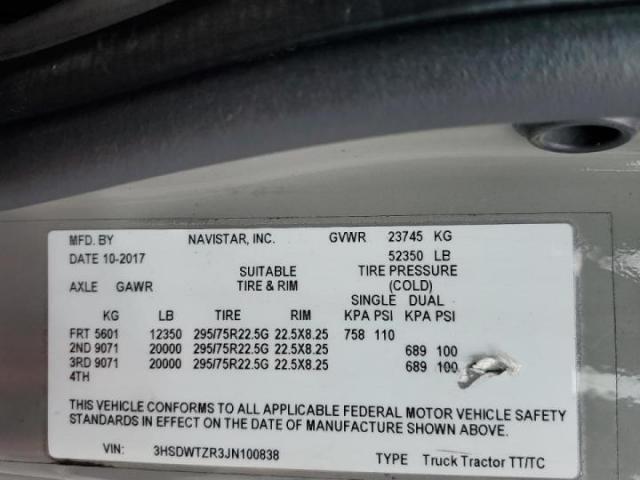 MFD. BY NAVISTAR, INC. GVWR 23745 KG
DATE 10-2017 52350 LB
SUITABLE TIRE PRESSURE
AXLE GAWR TIRE & RIM (COLD)
SINGLE DUAL
KG LB TIRE RIM KPA PSI KPA PSI
FRT 5601 12350 295/75R22.5G 22.5X8.25 758 110
2ND 9071 20000 295/75R22.5G 22.5X8.25 689 100
3RD 9071 20000 295/75R22.5G 22.5X8.25 689 100
4TH
THIS VEHICLE CONFORMS TO ALL APPLICABLE FEDERAL MOTOR VEHICLE SAFETY
STANDARDS IN EFFECT ON THE DATE OF MANUFACTURE SHOWN ABOVE.
VIN: 3HSDWTZR3JN100838 TYPE Truck Tractor TT/TC